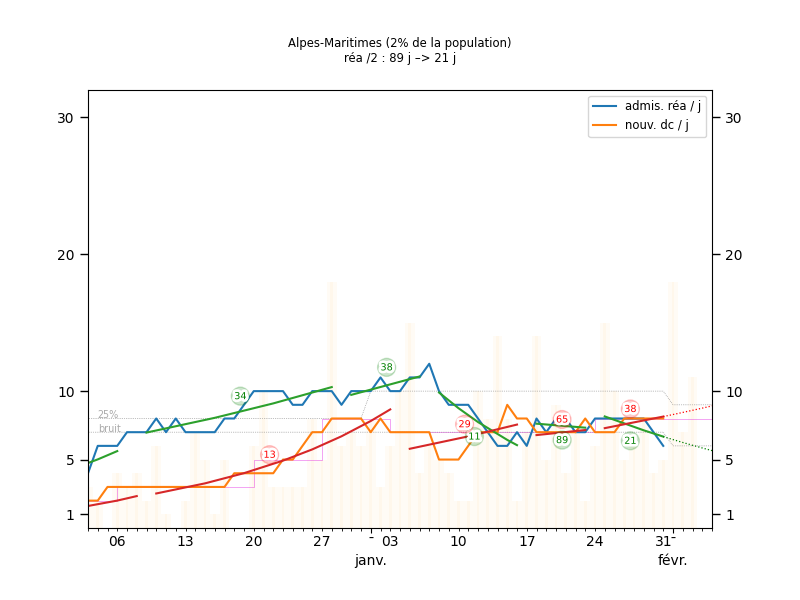 Alpes-Maritimes (2% de la population)
réa /2 : 89 j –> 21 j
admis. réa / j
nouv. dc / j
30 30
20 20
10 10
5 5
1 1
25%
bruit
34
38
13
29
11
65
89
38
21
06 13 20 27 - 03 10 17 24 31-
janv. févr.